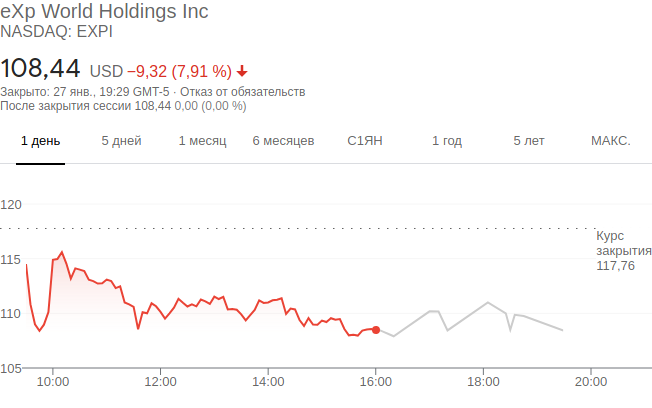 eXp World Holdings Inc
NASDAQ: EXPI
108,44 USD −9,32 (7,91 %)
Закрыто: 27 янв., 19:29 GMT-5 · Отказ от обязательств
После закрытия сессии 108,44 0,00 (0,00 %)
1 день 5 дней 1 месяц 6 месяцев С1ЯН 1 год 5 лет МАКС.
120
Курс
закрытия
117,76
115
110
105
10:00 12:00 14:00 16:00 18:00 20:00